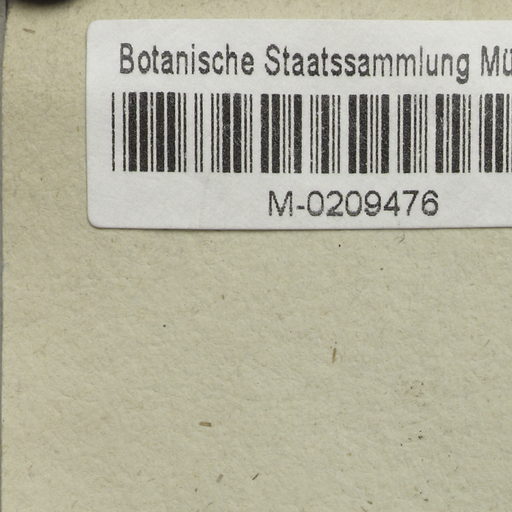 Botanische Staatssammlung Mü
M-0209476